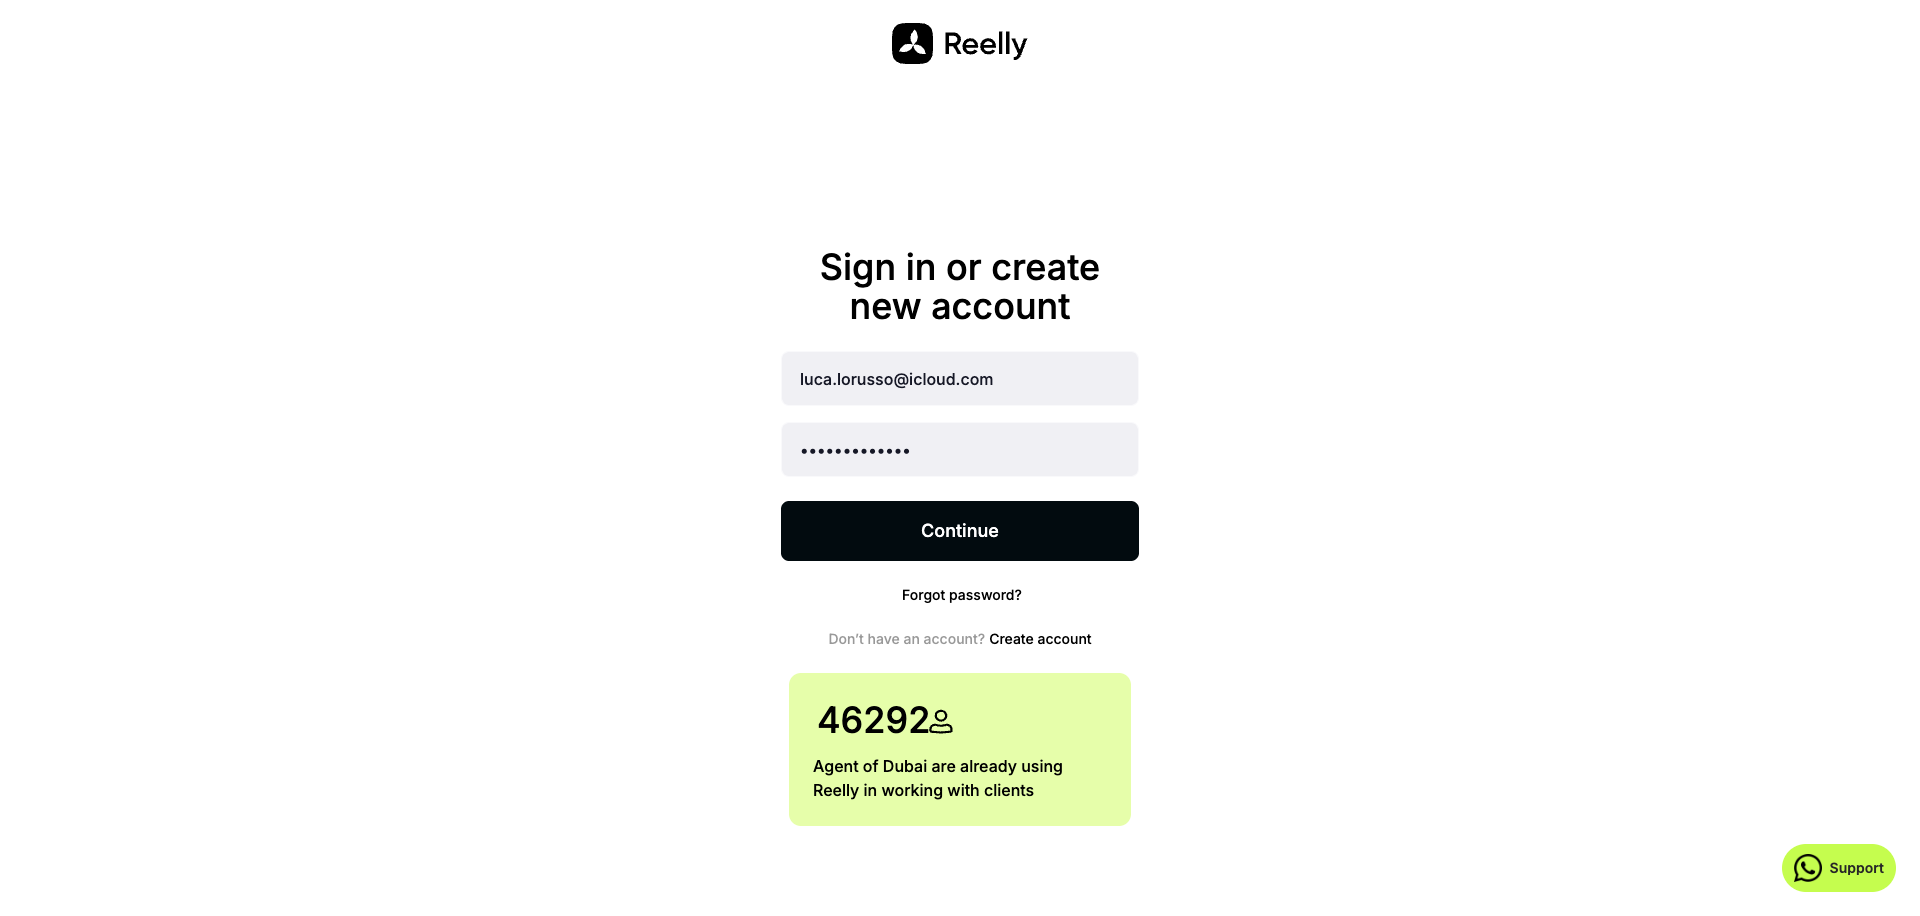 Reelly
Sign in or create
new account
luca.lorusso@icloud.com
•••••••••••••
Continue
Forgot password?
Don’t have an account? Create account
46292
Agent of Dubai are already using
Reelly in working with clients
Support